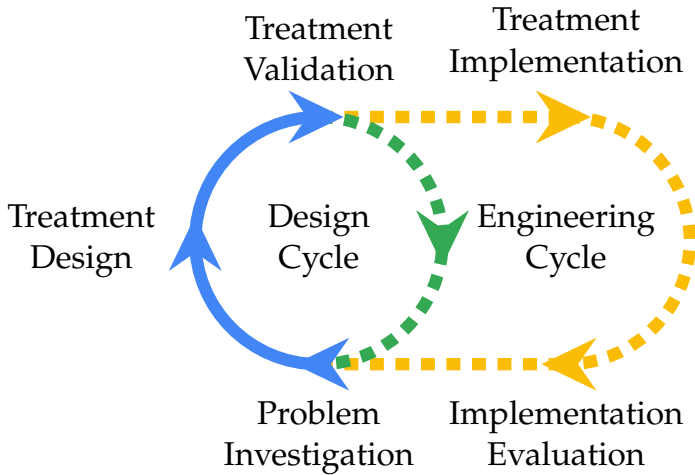 Treatment
Validation
Treatment
Implementation
Treatment
Design
Design
Cycle
Engineering
Cycle
Problem
Investigation
Implementation
Evaluation